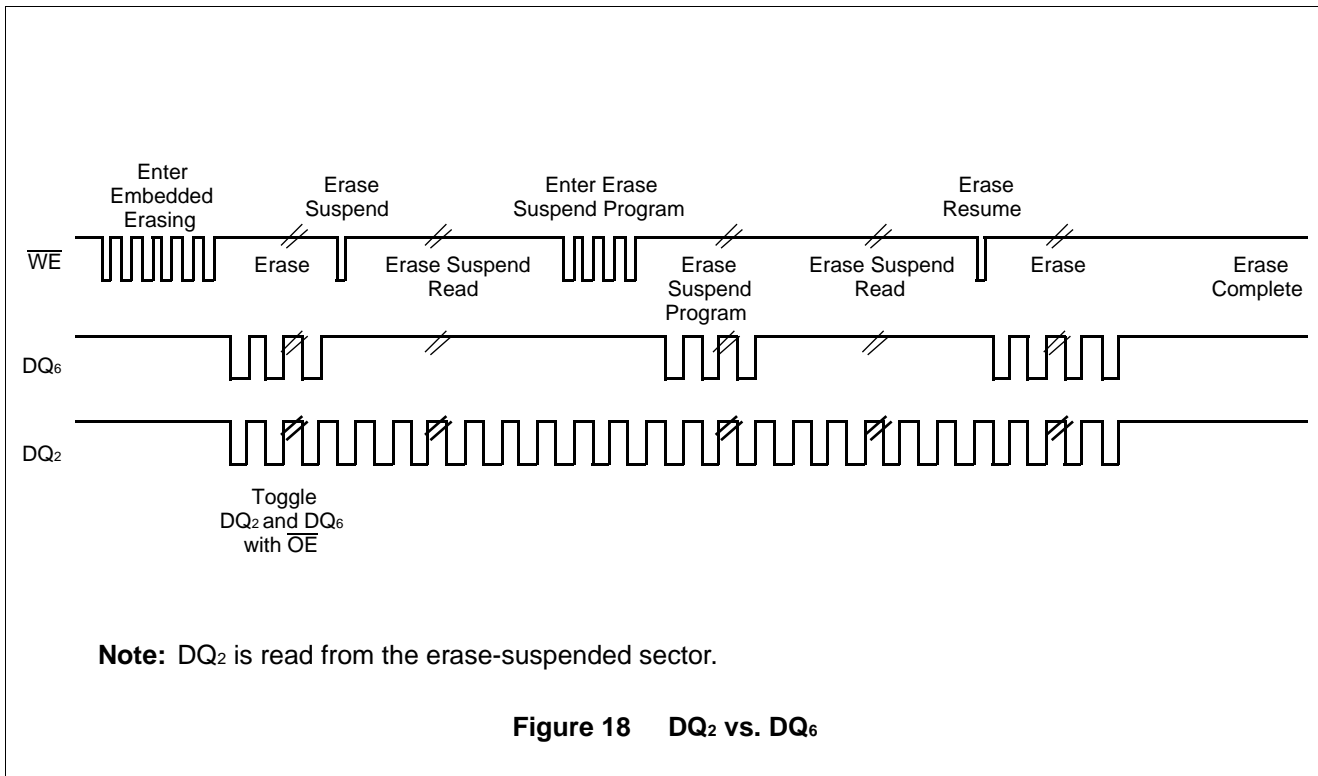 Enter
Embedded
Erasing
Erase
Suspend
Enter Erase
Suspend Program
Erase
Resume
WE
Erase
Erase Suspend
Read
Erase
Suspend
Program
Erase Suspend
Read
Erase
Erase
Complete
DQ6
DQ2
Toggle
DQ2 and DQ6
with OE
Note: DQ2 is read from the erase-suspended sector.
Figure 18 DQ2 vs. DQ6